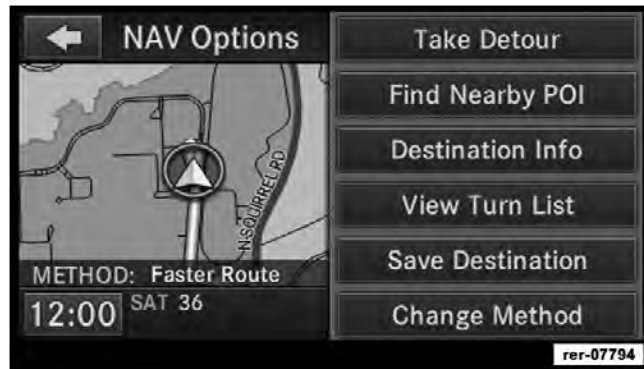 NAV Options
N SQUIRREL RD
METHOD: Faster Route
12:00 SAT 36
Take Detour
Find Nearby POI
Destination Info
View Turn List
Save Destination
Change Method
rer-07794